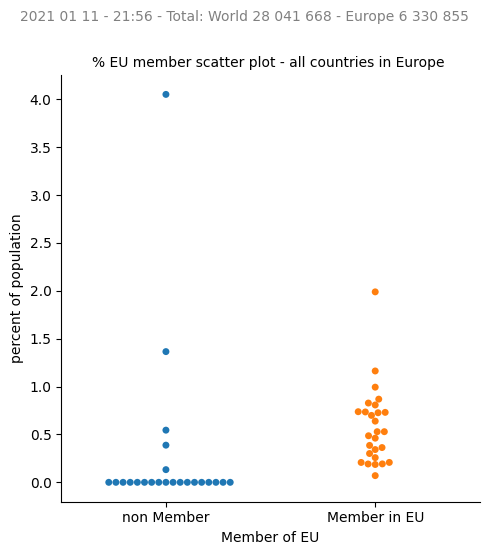 2021 01 11 - 21:56 - Total: World 28 041 668 - Europe 6 330 855
% EU member scatter plot - all countries in Europe
4.0
3.5
3.0
2.5
2.0
1.5
1.0
0.5
0.0
percent of population
non Member
Member in EU
Member of EU